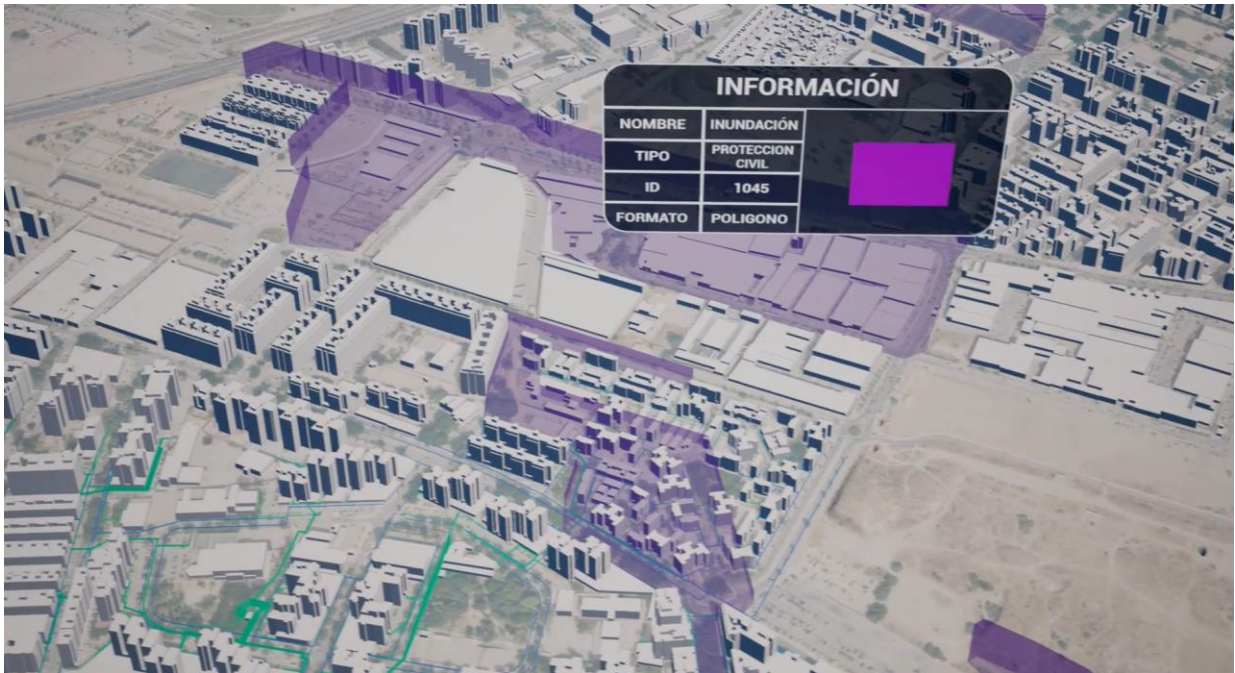 INFORMACIÓN
NOMBRE INUNDACIÓN
TIPO PROTECCION
CIVIL
ID 1045
FORMATO POLIGONO